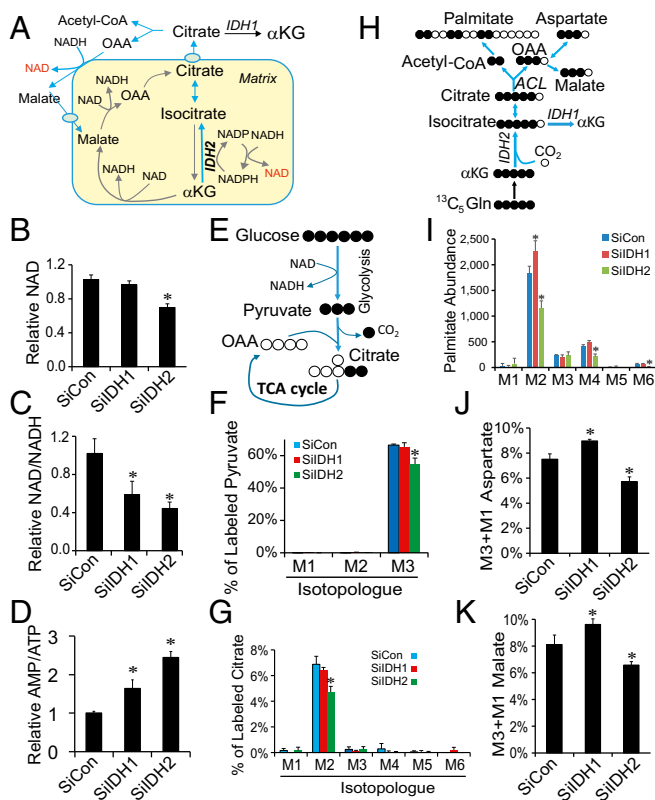 A
Acetyl-CoA
Citrate
IDH1
αKG
NADH
OAA
NAD
Malate
Matrix
Citrate
NADH
NAD
OAA
Isocitrate
Malate
IDH2
NADP
NADH
NADH
NAD
NADPH
NAD
αKG
B
Relative NAD
1.2
0.8
0.4
0
*
SiCon
SiIDH1
SiIDH2
C
Relative NAD/NADH
1.2
0.8
0.4
0
*
*
SiCon
SiIDH1
SiIDH2
D
Relative AMP/ATP
3
2
1
0
*
*
SiCon
SiIDH1
SiIDH2
E
Glucose
NAD
NADH
Glycolysis
Pyruvate
CO2
OAA
Citrate
TCA cycle
F
% of Labeled Pyruvate
60%
40%
20%
0%
SiCon
SiIDH1
SiIDH2
*
M1 M2 M3
Isotopologue
G
% of Labeled Citrate
8%
6%
4%
2%
0%
SiCon
SiIDH1
SiIDH2
*
M1 M2 M3 M4 M5 M6
Isotopologue
H
Palmitate
Aspartate
Acetyl-CoA
OAA
Malate
ACL
Citrate
Isocitrate
IDH1
αKG
IDH2
CO2
αKG
13C5Gln
I
Palmitate Abundance
2,500
2,000
1,500
1,000
500
0
SiCon
SiIDH1
SiIDH2
*
*
*
*
M1 M2 M3 M4 M5 M6
J
M3+M1 Aspartate
10%
8%
6%
4%
2%
0%
*
*
SiCon
SiIDH1
SiIDH2
K
M3+M1 Malate
10%
8%
6%
4%
2%
0%
*
*
SiCon
SiIDH1
SiIDH2